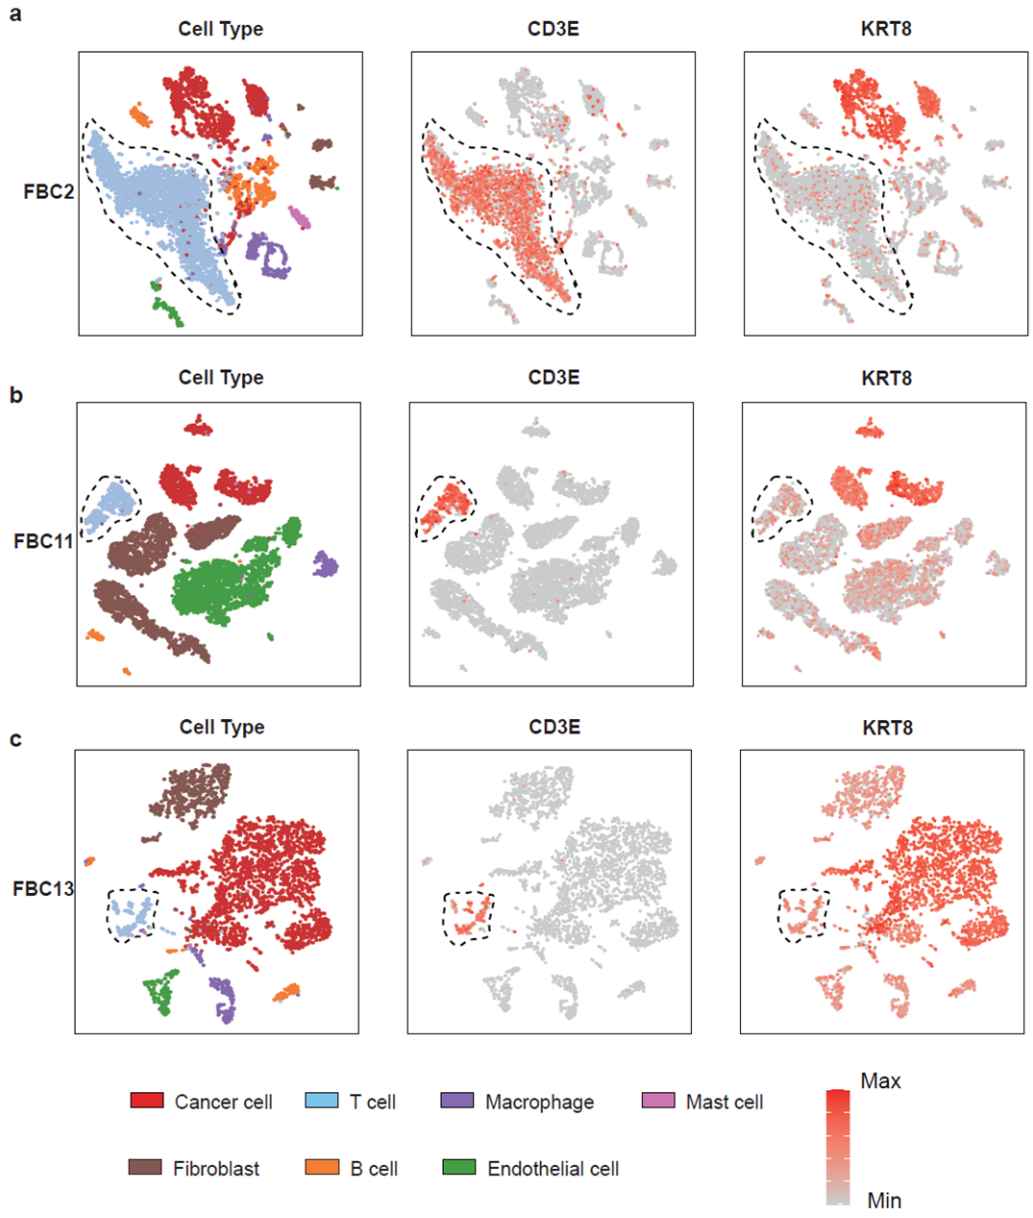 a
Cell Type CD3E KRT8
FBC2
Cell Type CD3E KRT8
b
FBC11
Cell Type CD3E KRT8
c
FBC13
Max
Cancer cell T cell Macrophage Mast cell
Fibroblast B cell Endothelial cell
Min